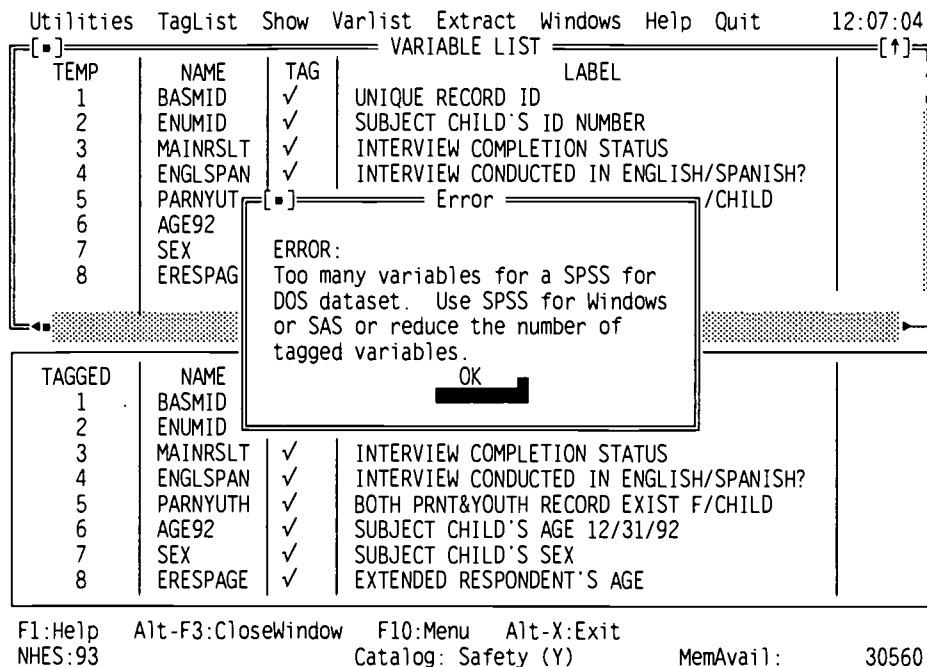 Utilities TagList Show Varlist Extract Windows Help Quit 12:07:04
[▪] VARIABLE LIST [↑]
TEMP NAME TAG LABEL
1 BASMID √ UNIQUE RECORD ID
2 ENUMID √ SUBJECT CHILD'S ID NUMBER
3 MAINRSLT √ INTERVIEW COMPLETION STATUS
4 ENGLSPAN √ INTERVIEW CONDUCTED IN ENGLISH/SPANISH?
5 PARNYUT /CHILD
6 AGE92
7 SEX
8 ERESPAG
[▪] Error
ERROR:
Too many variables for a SPSS for
DOS dataset. Use SPSS for Windows
or SAS or reduce the number of
tagged variables.
OK
TAGGED NAME
1 BASMID
2 ENUMID
3 MAINRSLT √ INTERVIEW COMPLETION STATUS
4 ENGLSPAN √ INTERVIEW CONDUCTED IN ENGLISH/SPANISH?
5 PARNYUTH √ BOTH PRNT&YOUTH RECORD EXIST F/CHILD
6 AGE92 √ SUBJECT CHILD'S AGE 12/31/92
7 SEX √ SUBJECT CHILD'S SEX
8 ERESPAGE √ EXTENDED RESPONDENT'S AGE
F1:Help Alt-F3:CloseWindow F10:Menu Alt-X:Exit
NHES:93 Catalog: Safety (Y) MemAvail: 30560